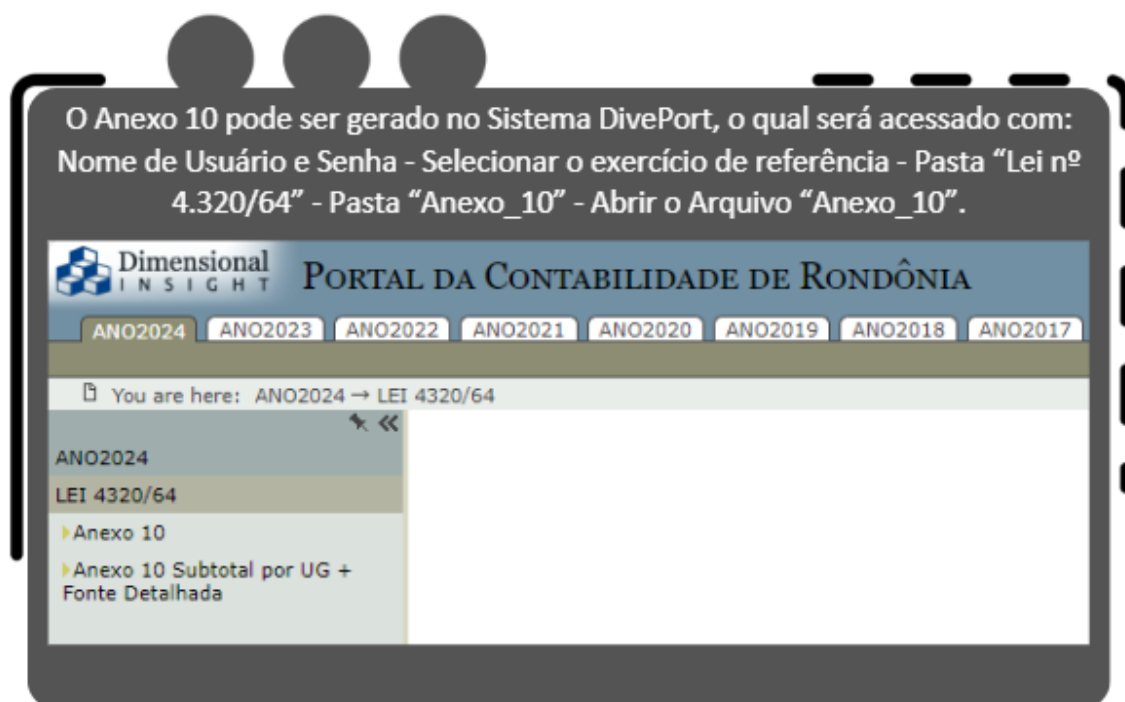 O Anexo 10 pode ser gerado no Sistema DivePort, o qual será acessado com:
Nome de Usuário e Senha - Selecionar o exercício de referência - Pasta “Lei nº
4.320/64” - Pasta “Anexo_10” - Abrir o Arquivo “Anexo_10”.
Dimensional
INSIGHT
PORTAL DA CONTABILIDADE DE RONDÔNIA
ANO2024 ANO2023 ANO2022 ANO2021 ANO2020 ANO2019 ANO2018 ANO2017
You are here: ANO2024 → LEI 4320/64
ANO2024
LEI 4320/64
Anexo 10
Anexo 10 Subtotal por UG +
Fonte Detalhada